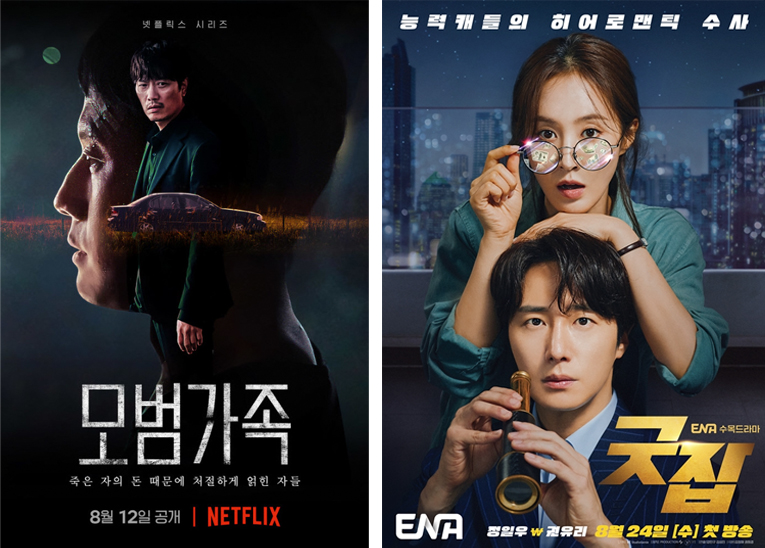 넷플릭스 시리즈
모범가족
죽은 자의 돈 때문에 처절하게 얽힌 자들
8월 12일 공개 | NETFLIX
능력캐들의 히어로맨틱 수사
ENA 수목드라마
굿잡
ENA
정일우 w 권유리 8월 24일 [수] 첫 방송